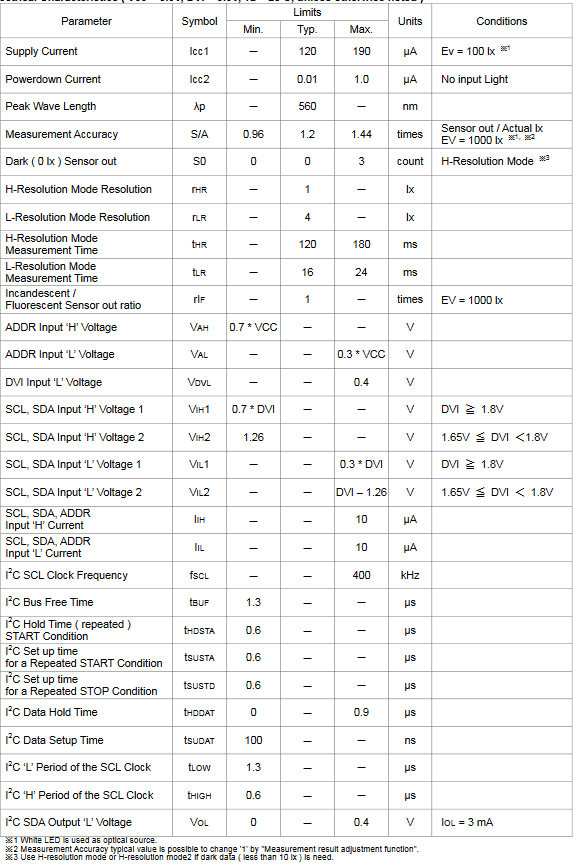 Parameter Symbol Limits Units Conditions
Min. Typ. Max.
Supply Current Icc1 — 120 190 µA Ev = 100 lx ※1
Powerdown Current Icc2 — 0.01 1.0 µA No input Light
Peak Wave Length λp — 560 — nm
Measurement Accuracy S/A 0.96 1.2 1.44 times Sensor out / Actual lx
EV = 1000 lx ※1, ※2
Dark ( 0 lx ) Sensor out S0 0 0 3 count H-Resolution Mode ※3
H-Resolution Mode Resolution rHR — 1 — lx
L-Resolution Mode Resolution rLR — 4 — lx
H-Resolution Mode
Measurement Time tHR — 120 180 ms
L-Resolution Mode
Measurement Time tLR — 16 24 ms
Incandescent /
Fluorescent Sensor out ratio rIF — 1 — times EV = 1000 lx
ADDR Input ‘H’ Voltage VAH 0.7 * VCC — — V
ADDR Input ‘L’ Voltage VAL — — 0.3 * VCC V
DVI Input ‘L’ Voltage VDVL — — 0.4 V
SCL, SDA Input ‘H’ Voltage 1 VIH1 0.7 * DVI — — V DVI ≧ 1.8V
SCL, SDA Input ‘H’ Voltage 2 VIH2 1.26 — — V 1.65V ≦ DVI <1.8V
SCL, SDA Input ‘L’ Voltage 1 VIL1 — — 0.3 * DVI V DVI ≧ 1.8V
SCL, SDA Input ‘L’ Voltage 2 VIL2 — — DVI – 1.26 V 1.65V ≦ DVI < 1.8V
SCL, SDA, ADDR
Input ‘H’ Current IIH — — 10 µA
SCL, SDA, ADDR
Input ‘L’ Current IIL — — 10 µA
I²C SCL Clock Frequency fSCL — — 400 kHz
I²C Bus Free Time tBUF 1.3 — — µs
I²C Hold Time ( repeated )
START Condition tHDSTA 0.6 — — µs
I²C Set up time
for a Repeated START Condition tSUSTA 0.6 — — µs
I²C Set up time
for a Repeated STOP Condition tSUSTD 0.6 — — µs
I²C Data Hold Time tHDDAT 0 — 0.9 µs
I²C Data Setup Time tSUDAT 100 — — ns
I²C ‘L’ Period of the SCL Clock tLOW 1.3 — — µs
I²C ‘H’ Period of the SCL Clock tHIGH 0.6 — — µs
I²C SDA Output ‘L’ Voltage VOL 0 — 0.4 V IOL = 3 mA
※1 White LED is used as optical source.
※2 Measurement Accuracy typical value is possible to change '1' by "Measurement result adjustment function".
※3 Use H-resolution mode or H-resolution mode2 if dark data ( less than 10 lx ) is need.